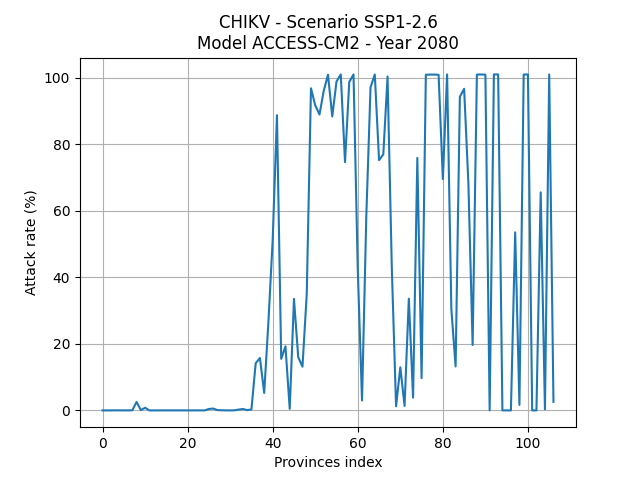 CHIKV - Scenario SSP1-2.6
Model ACCESS-CM2 - Year 2080
100
80
60
40
20
0
Attack rate (%)
0 20 40 60 80 100
Provinces index